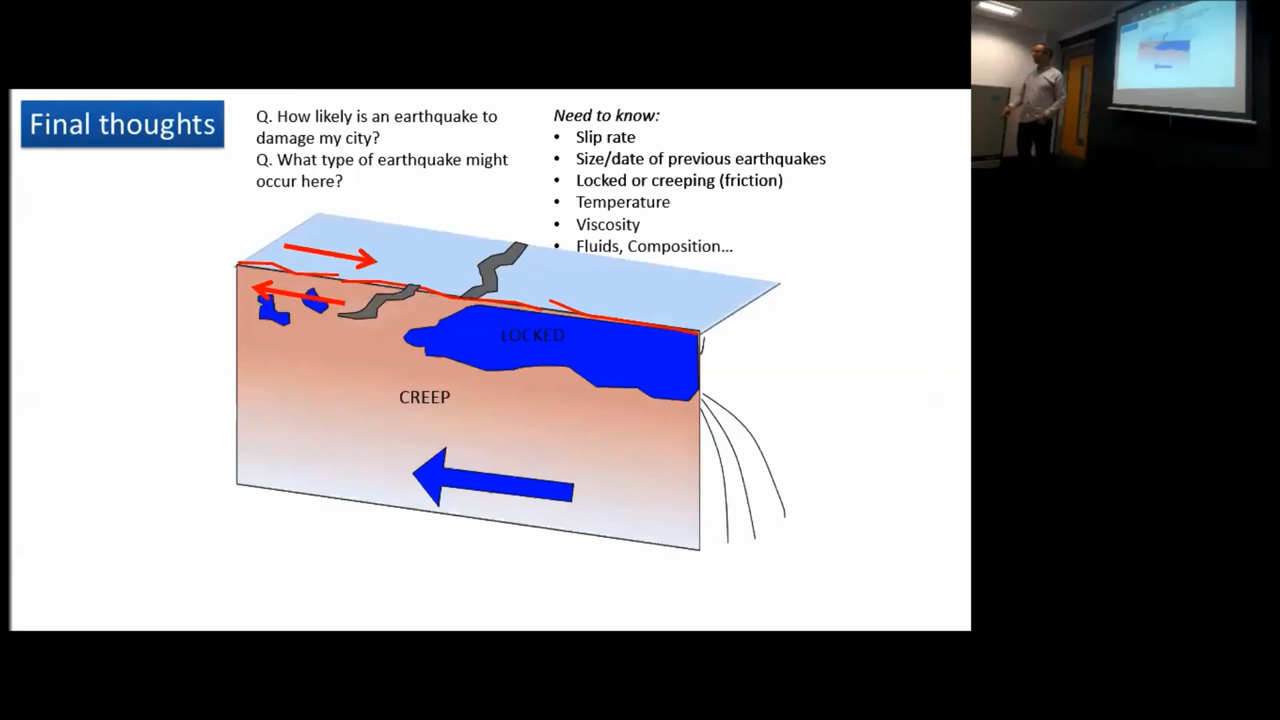 Final thoughts
Q. How likely is an earthquake to
damage my city?
Q. What type of earthquake might
occur here?
Need to know:
• Slip rate
• Size/date of previous earthquakes
• Locked or creeping (friction)
• Temperature
• Viscosity
• Fluids, Composition...
LOCKED
CREEP